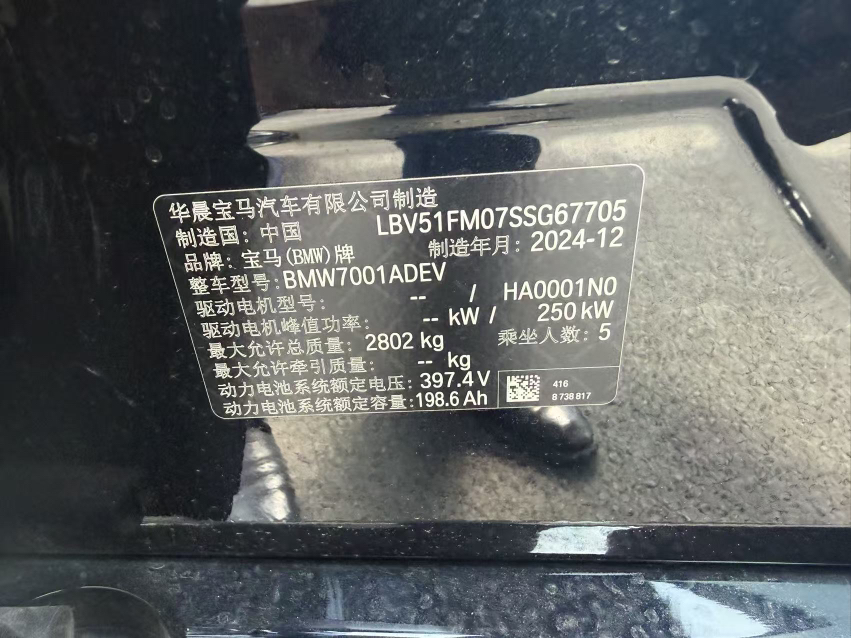 华晨宝马汽车有限公司制造
制造国：中国 LBV51FM07SSG67705
品牌：宝马(BMW)牌 制造年月：2024-12
整车型号:BMW7001ADEV
驱动电机型号: -- / HA0001N0
驱动电机峰值功率: -- kW / 250 kW
最大允许总质量: 2802 kg 乘坐人数: 5
最大允许牵引质量: -- kg
动力电池系统额定电压: 397.4 V 416
动力电池系统额定容量:198.6 Ah 8 738 817